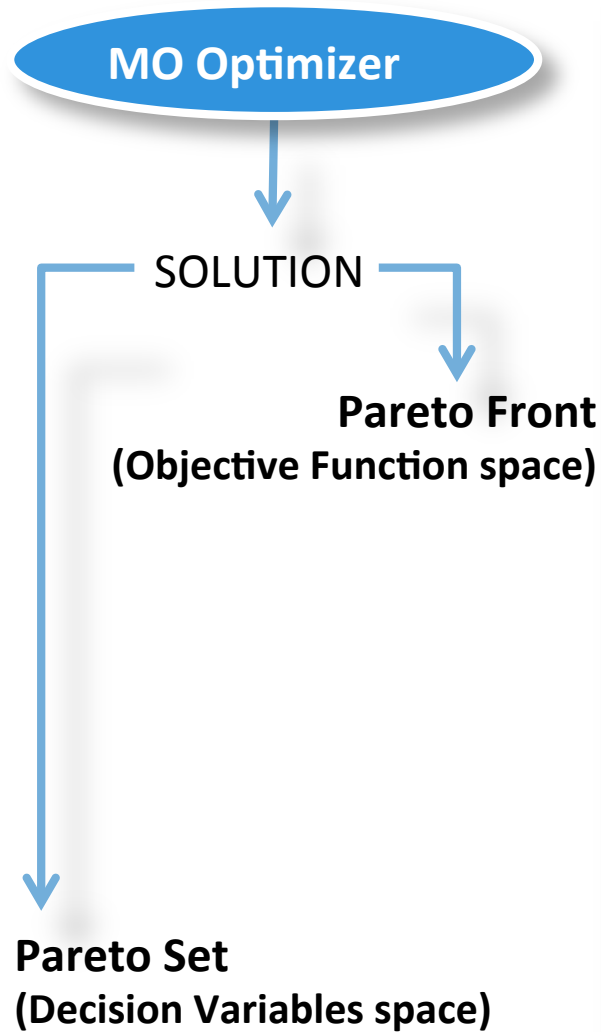 MO Optimizer
SOLUTION
Pareto Front
(Objective Function space)
Pareto Set
(Decision Variables space)